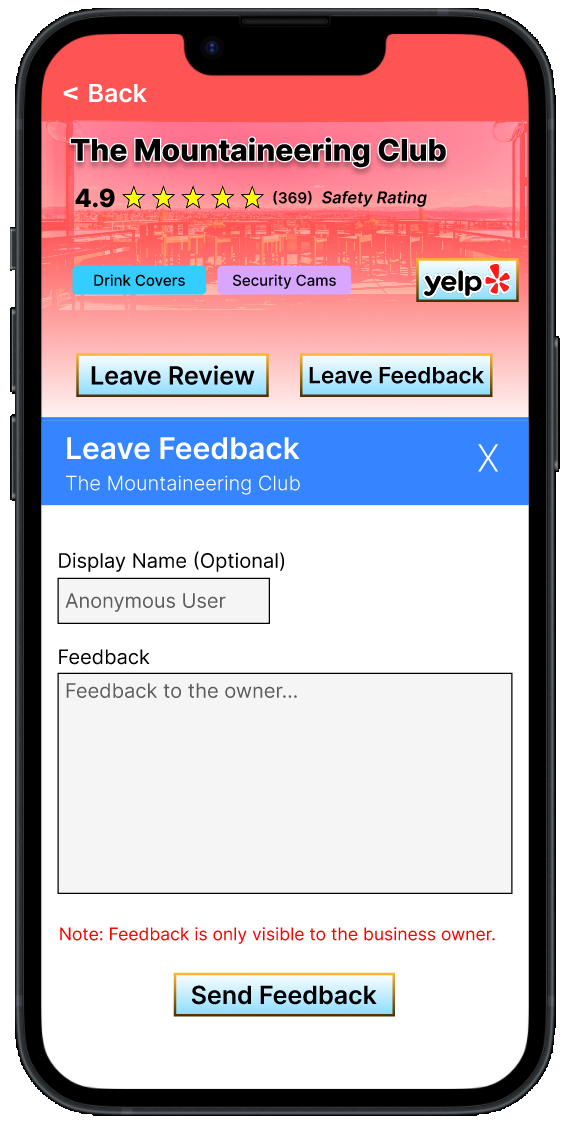 < Back
The Mountaineering Club
4.9 (369) Safety Rating
Drink Covers Security Cams yelp
Leave Review Leave Feedback
Leave Feedback X
The Mountaineering Club
Display Name (Optional)
Anonymous User
Feedback
Feedback to the owner...
Note: Feedback is only visible to the business owner.
Send Feedback